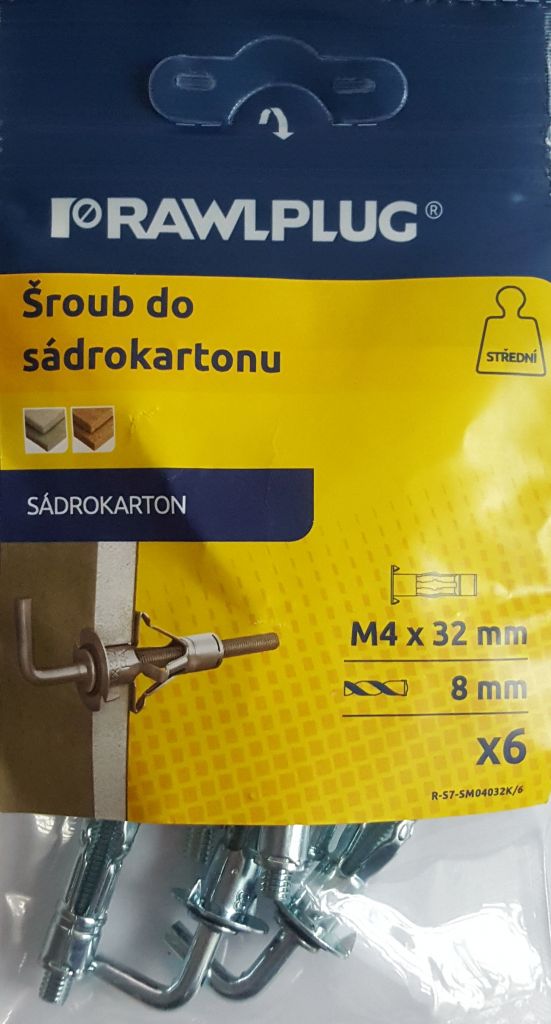 RAWLPLUG®
Šroub do
sádrokartonu
STŘEDNÍ
SÁDROKARTON
M4 x 32 mm
8 mm
x6
R-S7-SM04032K/6